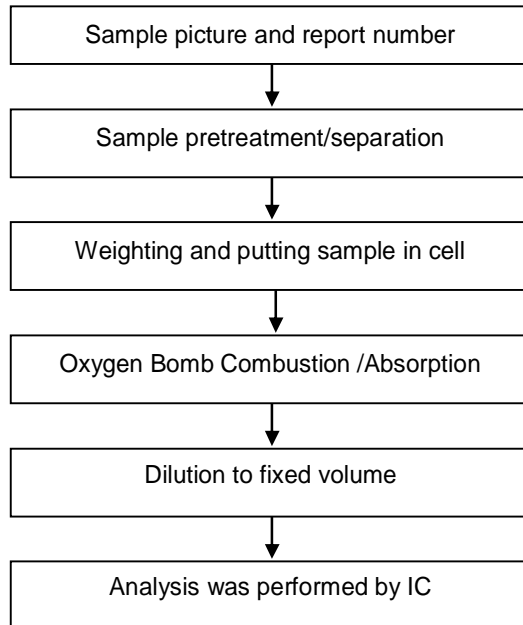 Sample picture and report number
Sample pretreatment/separation
Weighting and putting sample in cell
Oxygen Bomb Combustion /Absorption
Dilution to fixed volume
Analysis was performed by IC